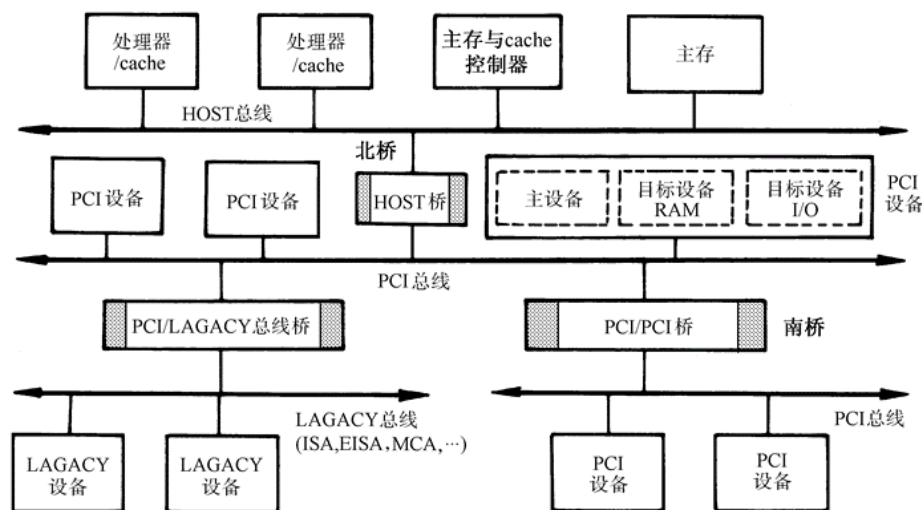 处理器
/cache
处理器
/cache
主存与cache
控制器
主存
HOST总线
北桥
PCI设备
PCI设备
HOST桥
主设备
目标设备
RAM
目标设备
I/O
PCI
设备
PCI总线
PCI/LAGACY总线桥
PCI/PCI桥
南桥
LAGACY总线
(ISA,EISA,MCA,…)
PCI总线
LAGACY
设备
LAGACY
设备
PCI
设备
PCI
设备